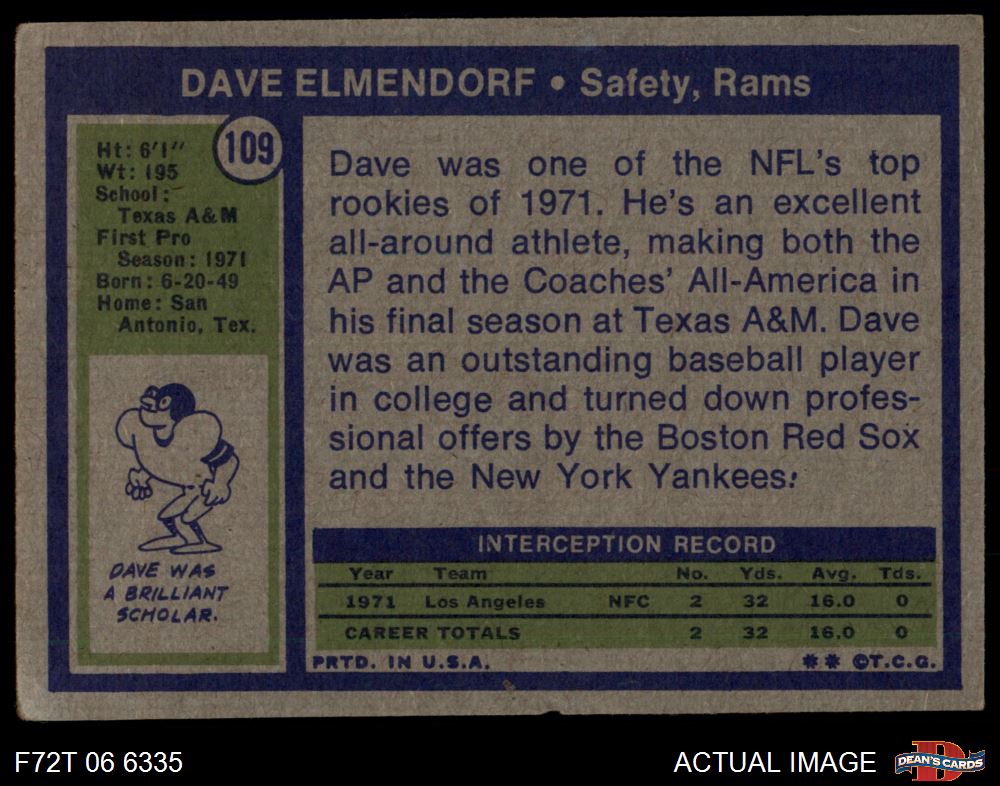 DAVE ELMENDORF • Safety, Rams
109
Ht: 6'1"
Wt: 195
School:
Texas A&M
First Pro
Season: 1971
Born: 6-20-49
Home: San
Antonio, Tex.
DAVE WAS
A BRILLIANT
SCHOLAR.
Dave was one of the NFL's top
rookies of 1971. He's an excellent
all-around athlete, making both the
AP and the Coaches' All-America in
his final season at Texas A&M. Dave
was an outstanding baseball player
in college and turned down profes-
sional offers by the Boston Red Sox
and the New York Yankees.
INTERCEPTION RECORD
Year Team No. Yds. Avg. Tds.
1971 Los Angeles NFC 2 32 16.0 0
CAREER TOTALS 2 32 16.0 0
PRTD. IN U.S.A. ** ©T.C.G.
F72T 06 6335 ACTUAL IMAGE
DEAN'S CARDS